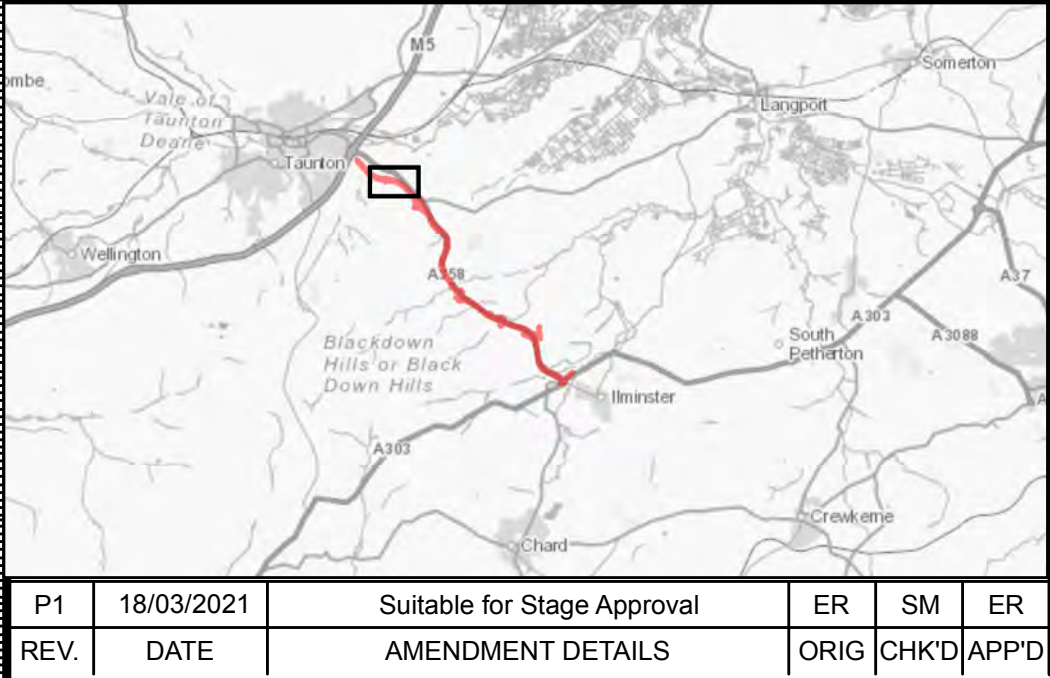 M5
Somerton
ombe
Vale of
Taunton
Deane
Langport
Taunton
Wellington
A358
A37
A303
A3088
South
Petherton
Blackdown
Hills or Black
Down Hills
Ilminster
A303
Crewkerne
Chard
P1 18/03/2021 Suitable for Stage Approval ER SM ER
REV. DATE AMENDMENT DETAILS ORIG CHK'D APP'D